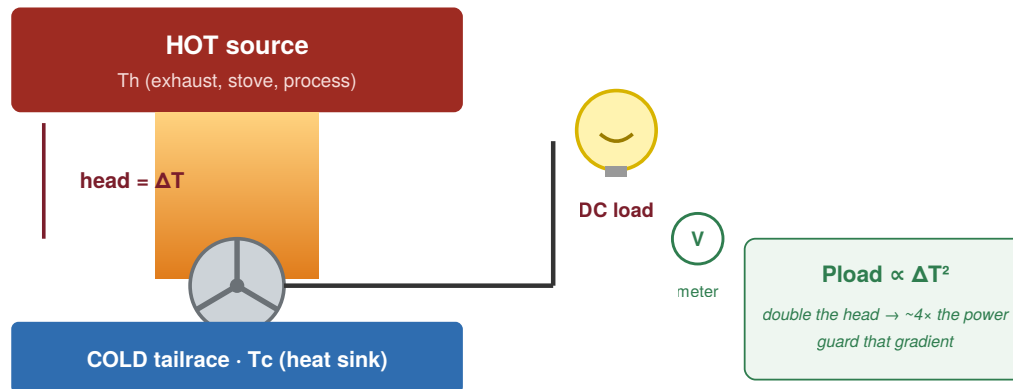 HOT source
Th (exhaust, stove, process)
head = ΔT
DC load
V
meter
Pload ∝ ΔT²
double the head → ~4× the power
guard that gradient
COLD tailrace · Tc (heat sink)